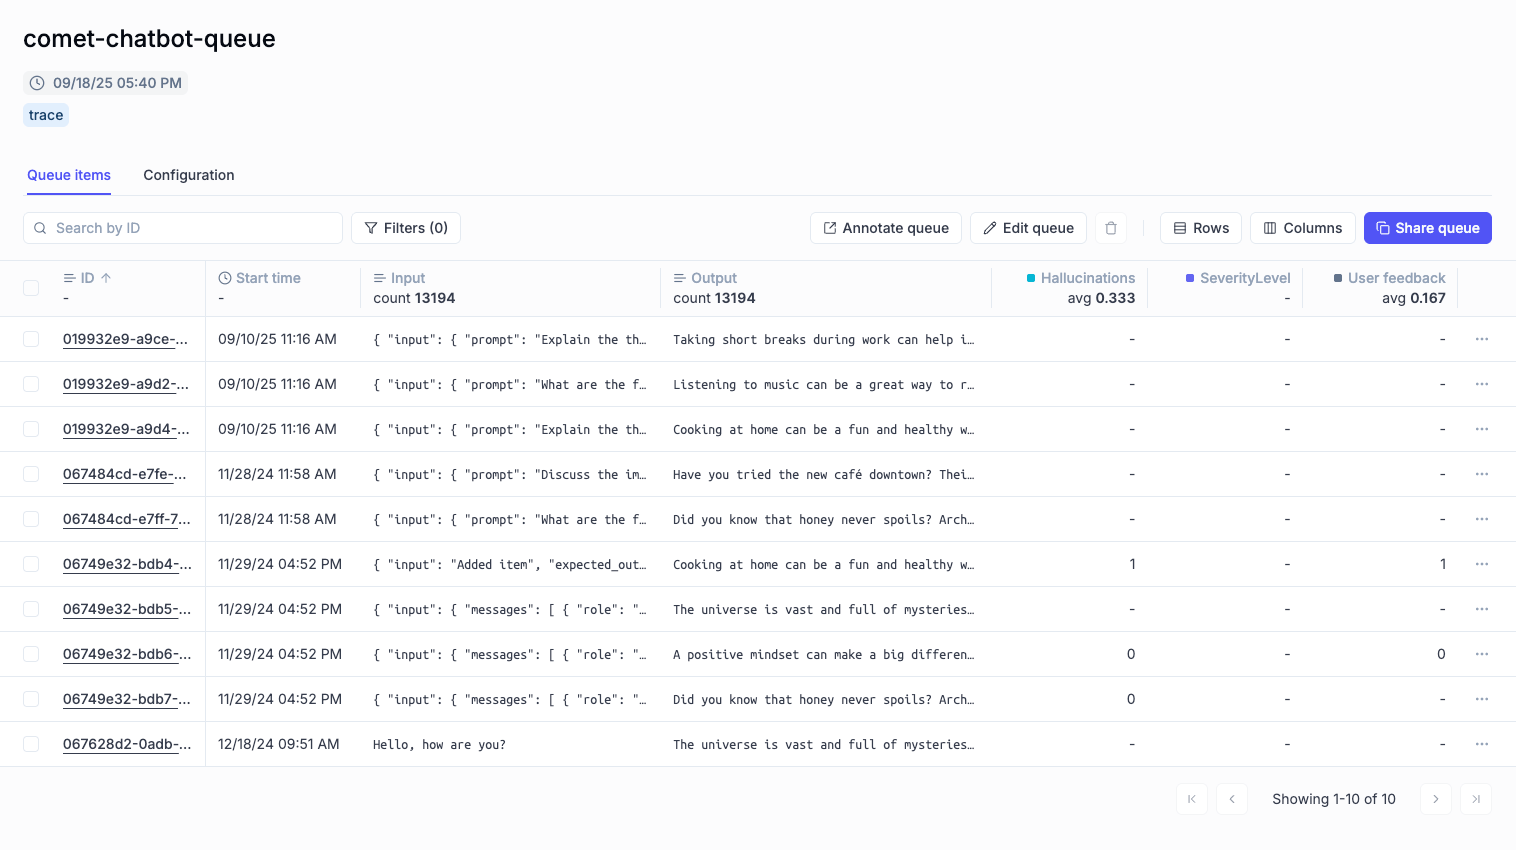 comet-chatbot-queue
09/18/25 05:40 PM
trace
Queue items Configuration
Search by ID Filters (0) Annotate queue Edit queue Rows Columns Share queue
ID Start time Input Output Hallucinations SeverityLevel User feedback
- - count 13194 count 13194 avg 0.333 - avg 0.167
019932e9-a9ce-... 09/10/25 11:16 AM { "input": { "prompt": "Explain the th… Taking short breaks during work can help i… - - -
019932e9-a9d2-... 09/10/25 11:16 AM { "input": { "prompt": "What are the f… Listening to music can be a great way to r… - - -
019932e9-a9d4-... 09/10/25 11:16 AM { "input": { "prompt": "Explain the th… Cooking at home can be a fun and healthy w… - - -
067484cd-e7fe-... 11/28/24 11:58 AM { "input": { "prompt": "Discuss the im… Have you tried the new café downtown? Thei… - - -
067484cd-e7ff-7... 11/28/24 11:58 AM { "input": { "prompt": "What are the f… Did you know that honey never spoils? Arch… - - -
06749e32-bdb4-... 11/29/24 04:52 PM { "input": "Added item", "expected_out… Cooking at home can be a fun and healthy w… 1 - 1
06749e32-bdb5-... 11/29/24 04:52 PM { "input": { "messages": [ { "role": "… The universe is vast and full of mysteries… - - -
06749e32-bdb6-... 11/29/24 04:52 PM { "input": { "messages": [ { "role": "… A positive mindset can make a big differen… 0 - 0
06749e32-bdb7-... 11/29/24 04:52 PM { "input": { "messages": [ { "role": "… Did you know that honey never spoils? Arch… 0 - -
067628d2-0adb-... 12/18/24 09:51 AM Hello, how are you? The universe is vast and full of mysteries… - - -
Showing 1-10 of 10